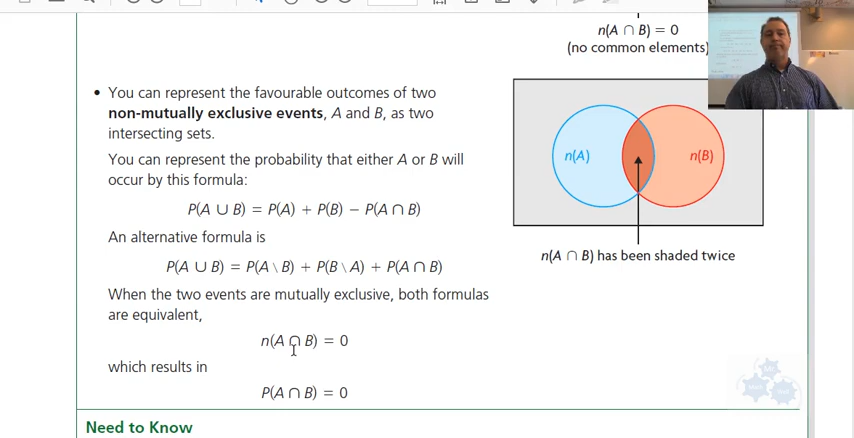 n(A ∩ B) = 0
(no common elements)
• You can represent the favourable outcomes of two
non-mutually exclusive events, A and B, as two
intersecting sets.
You can represent the probability that either A or B will
occur by this formula:
P(A ∪ B) = P(A) + P(B) − P(A ∩ B)
An alternative formula is
P(A ∪ B) = P(A \ B) + P(B \ A) + P(A ∩ B)
When the two events are mutually exclusive, both formulas
are equivalent,
n(A ∩ B) = 0
which results in
P(A ∩ B) = 0
n(A)
n(B)
n(A ∩ B) has been shaded twice
Need to Know